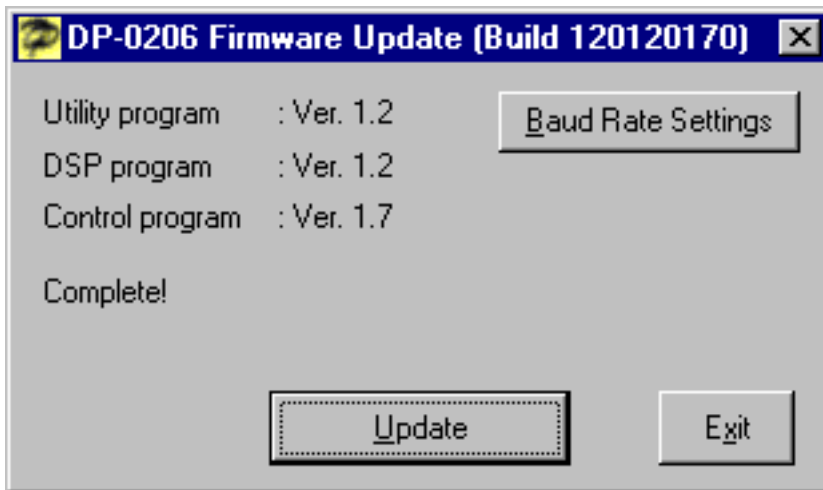 DP-0206 Firmware Update (Build 120120170)
Utility program : Ver. 1.2
Baud Rate Settings
DSP program : Ver. 1.2
Control program : Ver. 1.7
Complete!
Update
Exit